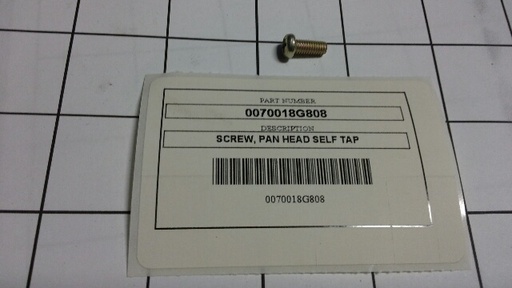 PART NUMBER
0070018G808
DESCRIPTION
SCREW, PAN HEAD SELF TAP
0070018G808